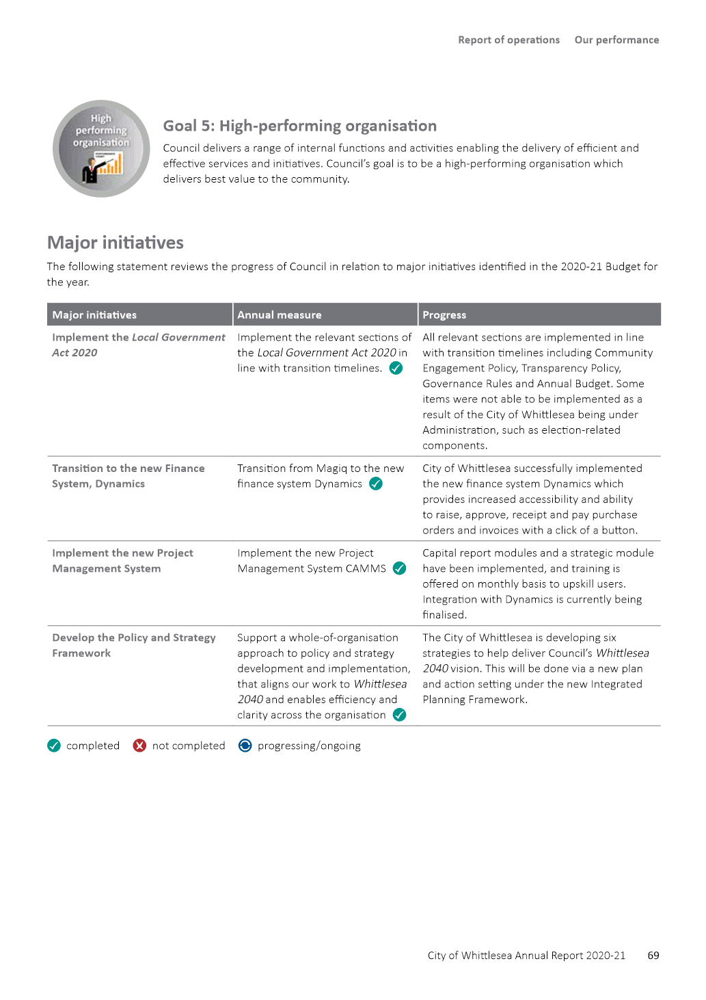 Report of operations Our performance
High
performing
organisation
PERFORMANCE
CHART
Goal 5: High-performing organisation
Council delivers a range of internal functions and activities enabling the delivery of efficient and
effective services and initiatives. Council’s goal is to be a high-performing organisation which
delivers best value to the community.
Major initiatives
The following statement reviews the progress of Council in relation to major initiatives identified in the 2020-21 Budget for
the year.
Major initiatives
Annual measure
Progress
Implement the Local Government
Act 2020
Implement the relevant sections of
the Local Government Act 2020 in
line with transition timelines.
All relevant sections are implemented in line
with transition timelines including Community
Engagement Policy, Transparency Policy,
Governance Rules and Annual Budget. Some
items were not able to be implemented as a
result of the City of Whittlesea being under
Administration, such as election-related
components.
Transition to the new Finance
System, Dynamics
Transition from Magiq to the new
finance system Dynamics
City of Whittlesea successfully implemented
the new finance system Dynamics which
provides increased accessibility and ability
to raise, approve, receipt and pay purchase
orders and invoices with a click of a button.
Implement the new Project
Management System
Implement the new Project
Management System CAMMS
Capital report modules and a strategic module
have been implemented, and training is
offered on monthly basis to upskill users.
Integration with Dynamics is currently being
finalised.
Develop the Policy and Strategy
Framework
Support a whole-of-organisation
approach to policy and strategy
development and implementation,
that aligns our work to Whittlesea
2040 and enables efficiency and
clarity across the organisation
The City of Whittlesea is developing six
strategies to help deliver Council’s Whittlesea
2040 vision. This will be done via a new plan
and action setting under the new Integrated
Planning Framework.
completed not completed progressing/ongoing
City of Whittlesea Annual Report 2020-21 69